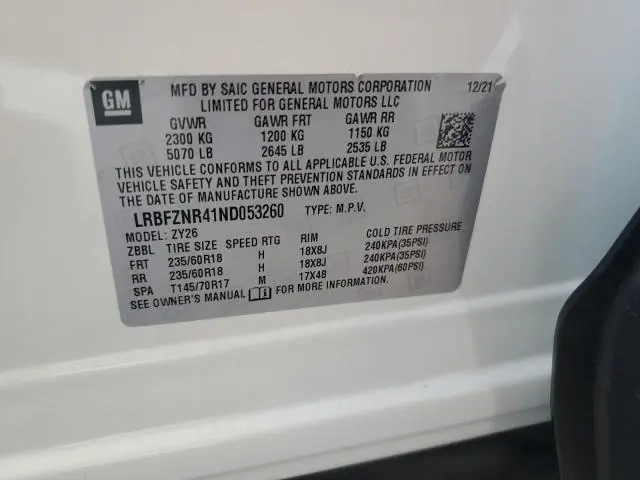 GM
MFD BY SAIC GENERAL MOTORS CORPORATION 12/21
LIMITED FOR GENERAL MOTORS LLC
GVWR GAWR FRT GAWR RR
2300 KG 1200 KG 1150 KG
5070 LB 2645 LB 2535 LB
THIS VEHICLE CONFORMS TO ALL APPLICABLE U.S. FEDERAL MOTOR
VEHICLE SAFETY AND THEFT PREVENTION STANDARDS IN EFFECT ON
THE DATE OF MANUFACTURE SHOWN ABOVE.
LRBFZNR41ND053260 TYPE: M.P.V.
MODEL: ZY26
ZBBL TIRE SIZE SPEED RTG RIM COLD TIRE PRESSURE
FRT 235/60R18 H 18X8J 240KPA(35PSI)
RR 235/60R18 H 18X8J 240KPA(35PSI)
SPA T145/70R17 M 17X4B 420KPA(60PSI)
SEE OWNER'S MANUAL FOR MORE INFORMATION.